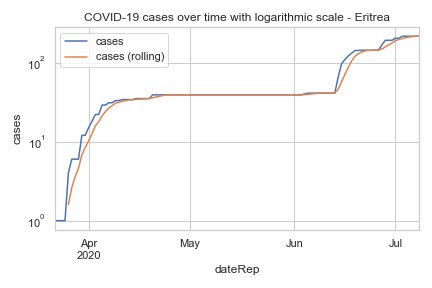 COVID-19 cases over time with logarithmic scale - Eritrea
cases
cases (rolling)
cases
10²
10¹
10⁰
Apr
2020
May
Jun
Jul
dateRep